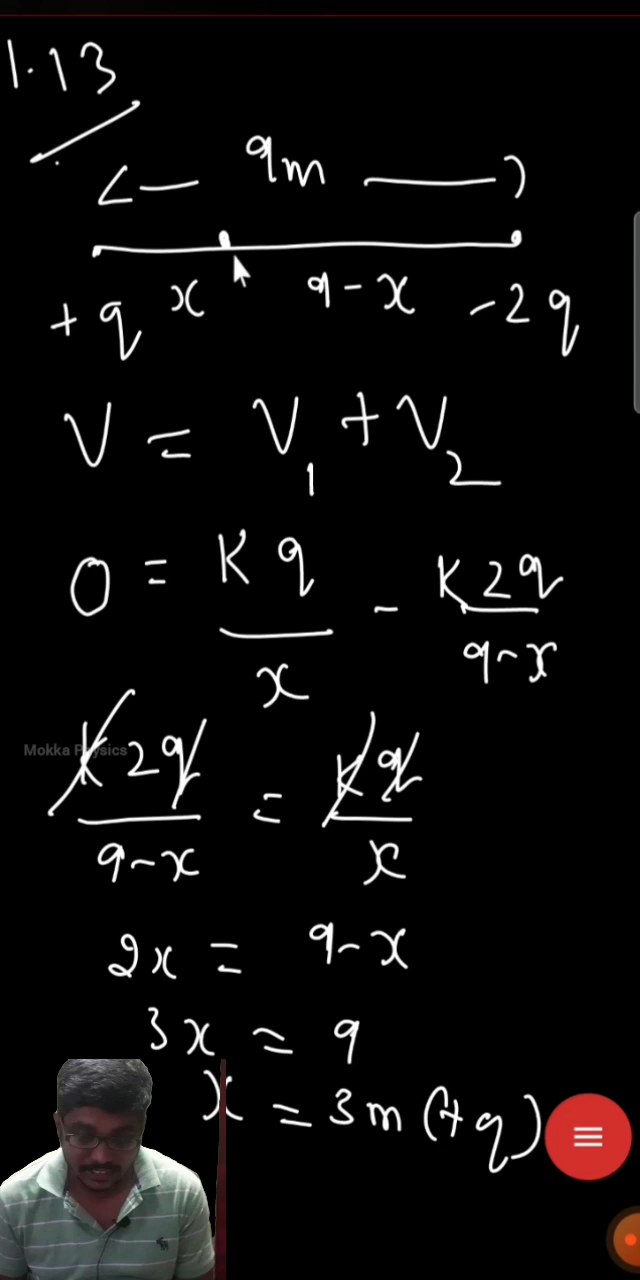 1.13
9m
+q x 9-x -2q
V = V₁ + V₂
0 = Kq/x - K2q/9-x
Mokka Physics
K2q/9-x = Kq/x
2x = 9-x
3x = 9
x = 3m (+q)